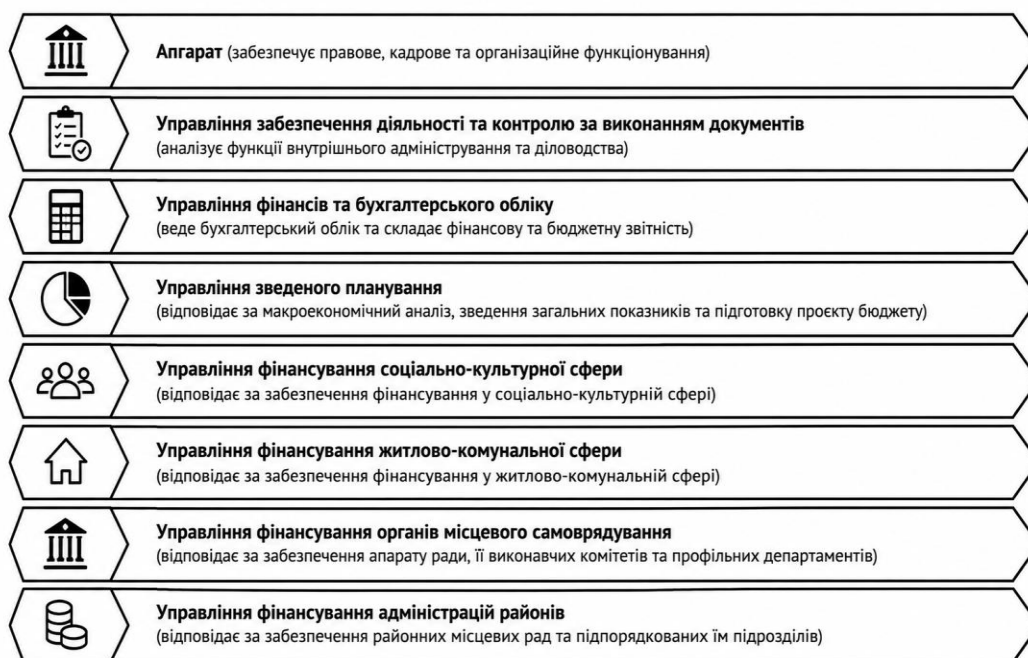 Апгарат (забезпечує правове, кадрове та організаційне функціонування)
Управління забезпечення діяльності та контролю за виконанням документів
(аналізує функції внутрішнього адміністрування та діловодства)
Управління фінансів та бухгалтерського обліку
(веде бухгалтерський облік та складає фінансову та бюджетну звітність)
Управління зведеного планування
(відповідає за макроекономічний аналіз, зведення загальних показників та підготовку проєкту бюджету)
Управління фінансування соціально-культурної сфери
(відповідає за забезпечення фінансування у соціально-культурній сфері)
Управління фінансування житлово-комунальної сфери
(відповідає за забезпечення фінансування у житлово-комунальній сфері)
Управління фінансування органів місцевого самоврядування
(відповідає за забезпечення апарату ради, її виконавчих комітетів та профільних департаментів)
Управління фінансування адміністрацій районів
(відповідає за забезпечення районних місцевих рад та підпорядкованих їм підрозділів)